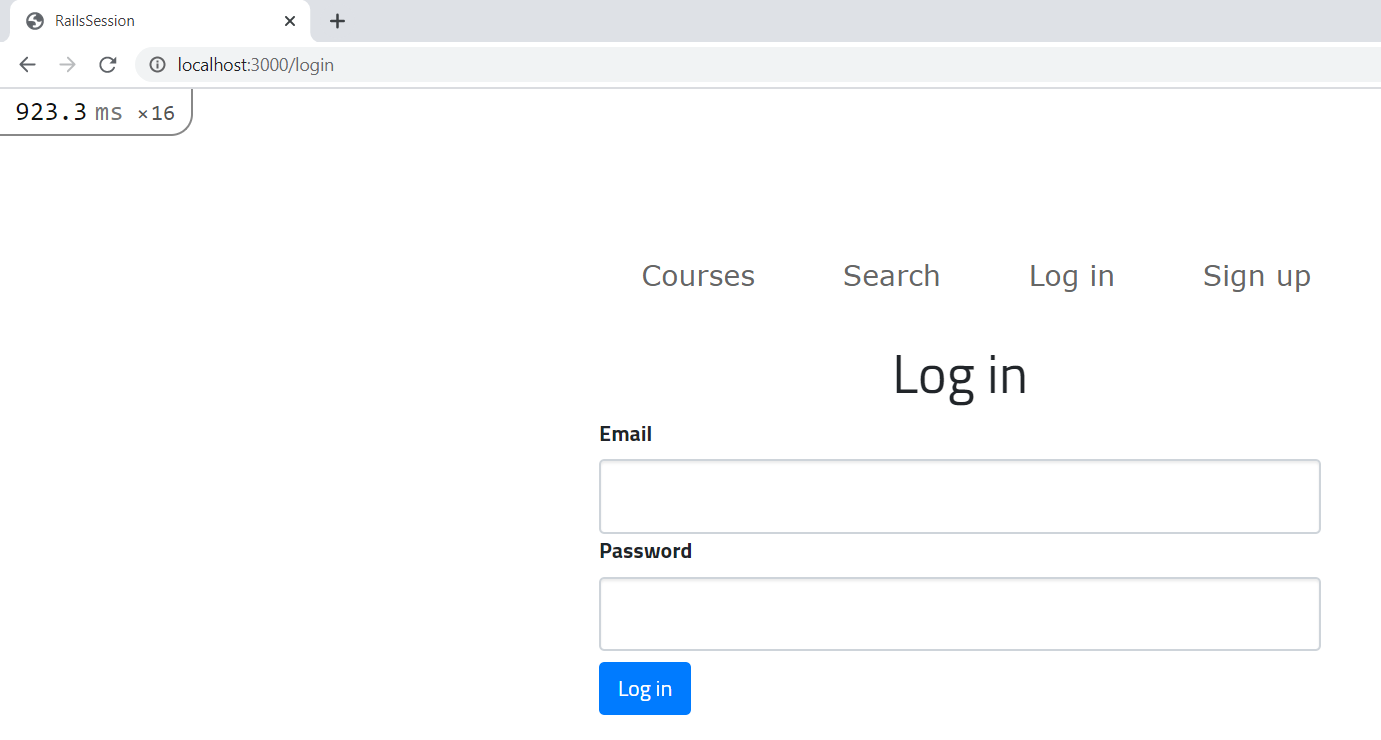 RailsSession
localhost:3000/login
923.3 ms ×16
Courses Search Log in Sign up
Log in
Email
Password
Log in